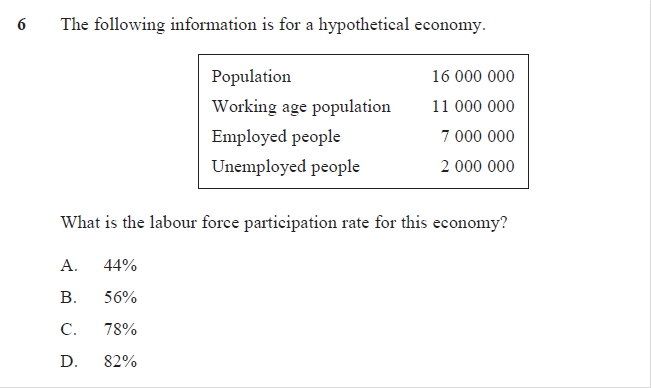 6 The following information is for a hypothetical economy.
Population 16 000 000
Working age population 11 000 000
Employed people 7 000 000
Unemployed people 2 000 000
What is the labour force participation rate for this economy?
A. 44%
B. 56%
C. 78%
D. 82%